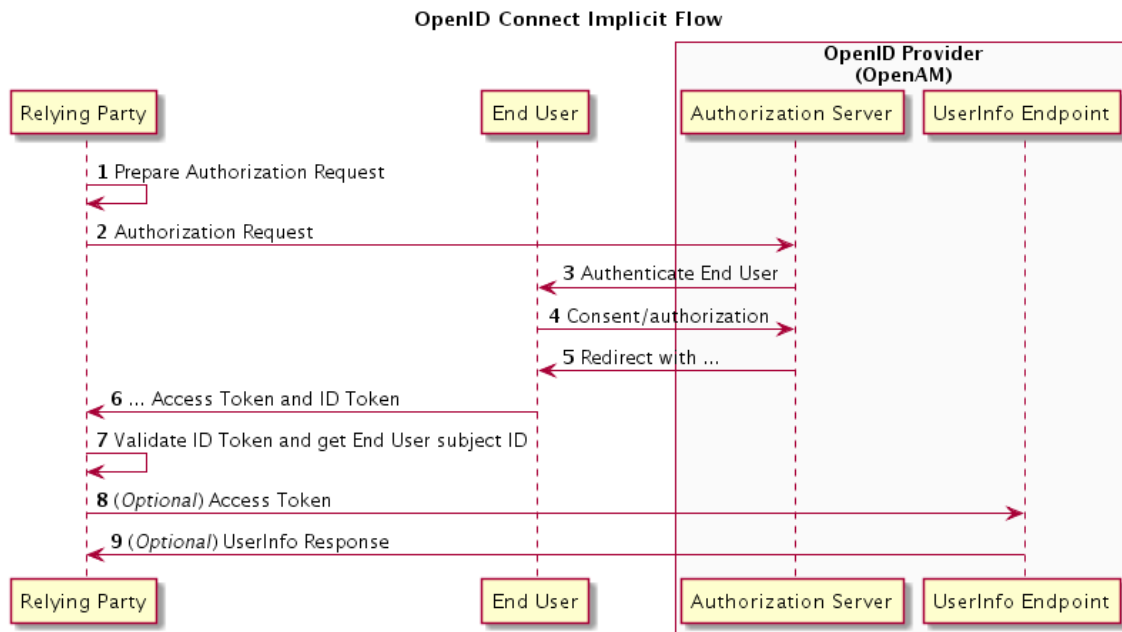 OpenID Connect Implicit Flow
OpenID Provider
(OpenAM)
Relying Party
End User
Authorization Server
UserInfo Endpoint
1 Prepare Authorization Request
2 Authorization Request
3 Authenticate End User
4 Consent/authorization
5 Redirect with ...
6 ... Access Token and ID Token
7 Validate ID Token and get End User subject ID
8 (Optional) Access Token
9 (Optional) UserInfo Response
Relying Party
End User
Authorization Server
UserInfo Endpoint